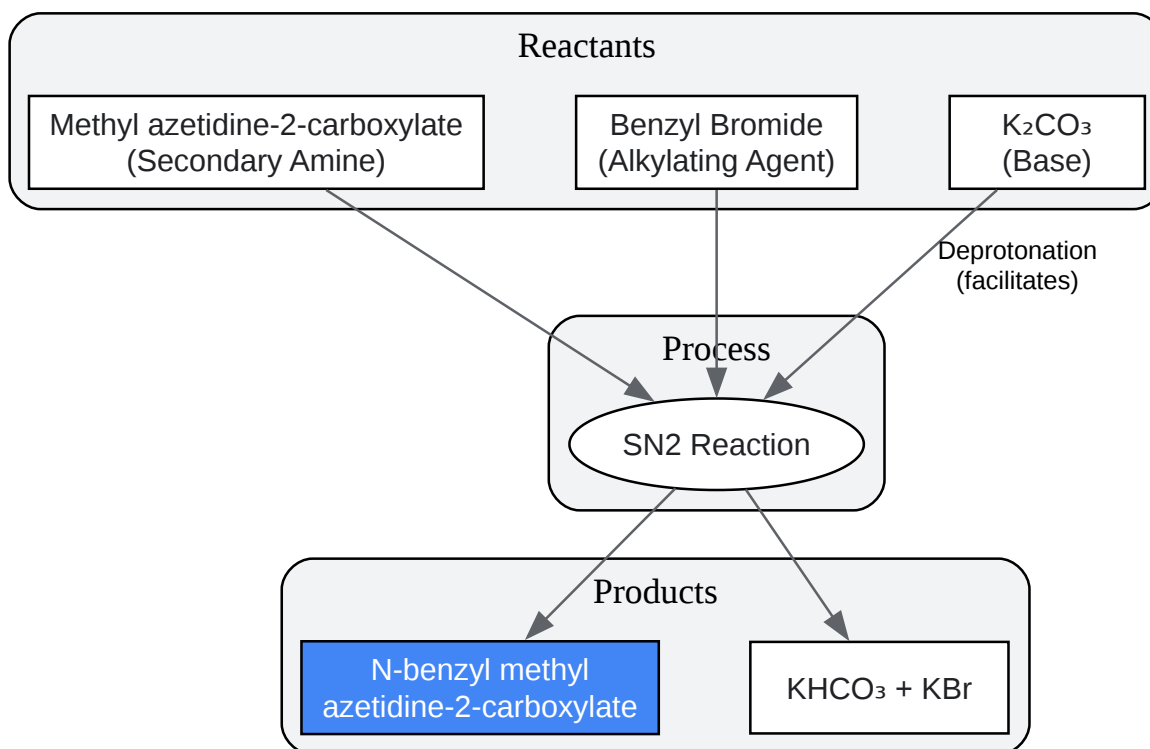 Reactants
Methyl azetidine-2-carboxylate
(Secondary Amine)
Benzyl Bromide
(Alkylating Agent)
K₂CO₃
(Base)
Deprotonation
(facilitates)
Process
SN2 Reaction
Products
N-benzyl methyl
azetidine-2-carboxylate
KHCO₃ + KBr